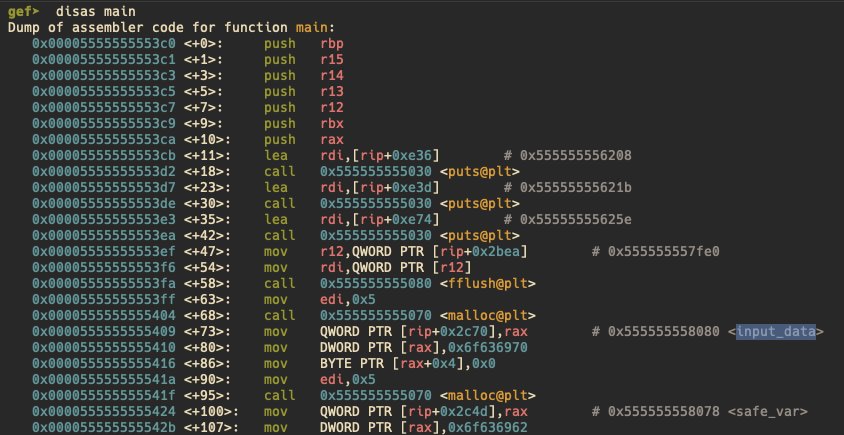 gef➤  disas main
Dump of assembler code for function main:
   0x00005555555553c0 <+0>:     push   rbp
   0x00005555555553c1 <+1>:     push   r15
   0x00005555555553c3 <+3>:     push   r14
   0x00005555555553c5 <+5>:     push   r13
   0x00005555555553c7 <+7>:     push   r12
   0x00005555555553c9 <+9>:     push   rbx
   0x00005555555553ca <+10>:    push   rax
   0x00005555555553cb <+11>:    lea    rdi,[rip+0xe36]        # 0x555555556208
   0x00005555555553d2 <+18>:    call   0x555555555030 <puts@plt>
   0x00005555555553d7 <+23>:    lea    rdi,[rip+0xe3d]        # 0x55555555621b
   0x00005555555553de <+30>:    call   0x555555555030 <puts@plt>
   0x00005555555553e3 <+35>:    lea    rdi,[rip+0xe74]        # 0x55555555625e
   0x00005555555553ea <+42>:    call   0x555555555030 <puts@plt>
   0x00005555555553ef <+47>:    mov    r12,QWORD PTR [rip+0x2bea]        # 0x555555557fe0
   0x00005555555553f6 <+54>:    mov    rdi,QWORD PTR [r12]
   0x00005555555553fa <+58>:    call   0x555555555080 <fflush@plt>
   0x00005555555553ff <+63>:    mov    edi,0x5
   0x0000555555555404 <+68>:    call   0x555555555070 <malloc@plt>
   0x0000555555555409 <+73>:    mov    QWORD PTR [rip+0x2c70],rax        # 0x555555558080 <input_data>
   0x0000555555555410 <+80>:    mov    DWORD PTR [rax],0x6f636970
   0x0000555555555416 <+86>:    mov    BYTE PTR [rax+0x4],0x0
   0x000055555555541a <+90>:    mov    edi,0x5
   0x000055555555541f <+95>:    call   0x555555555070 <malloc@plt>
   0x0000555555555424 <+100>:   mov    QWORD PTR [rip+0x2c4d],rax        # 0x555555558078 <safe_var>
   0x000055555555542b <+107>:   mov    DWORD PTR [rax],0x6f636962